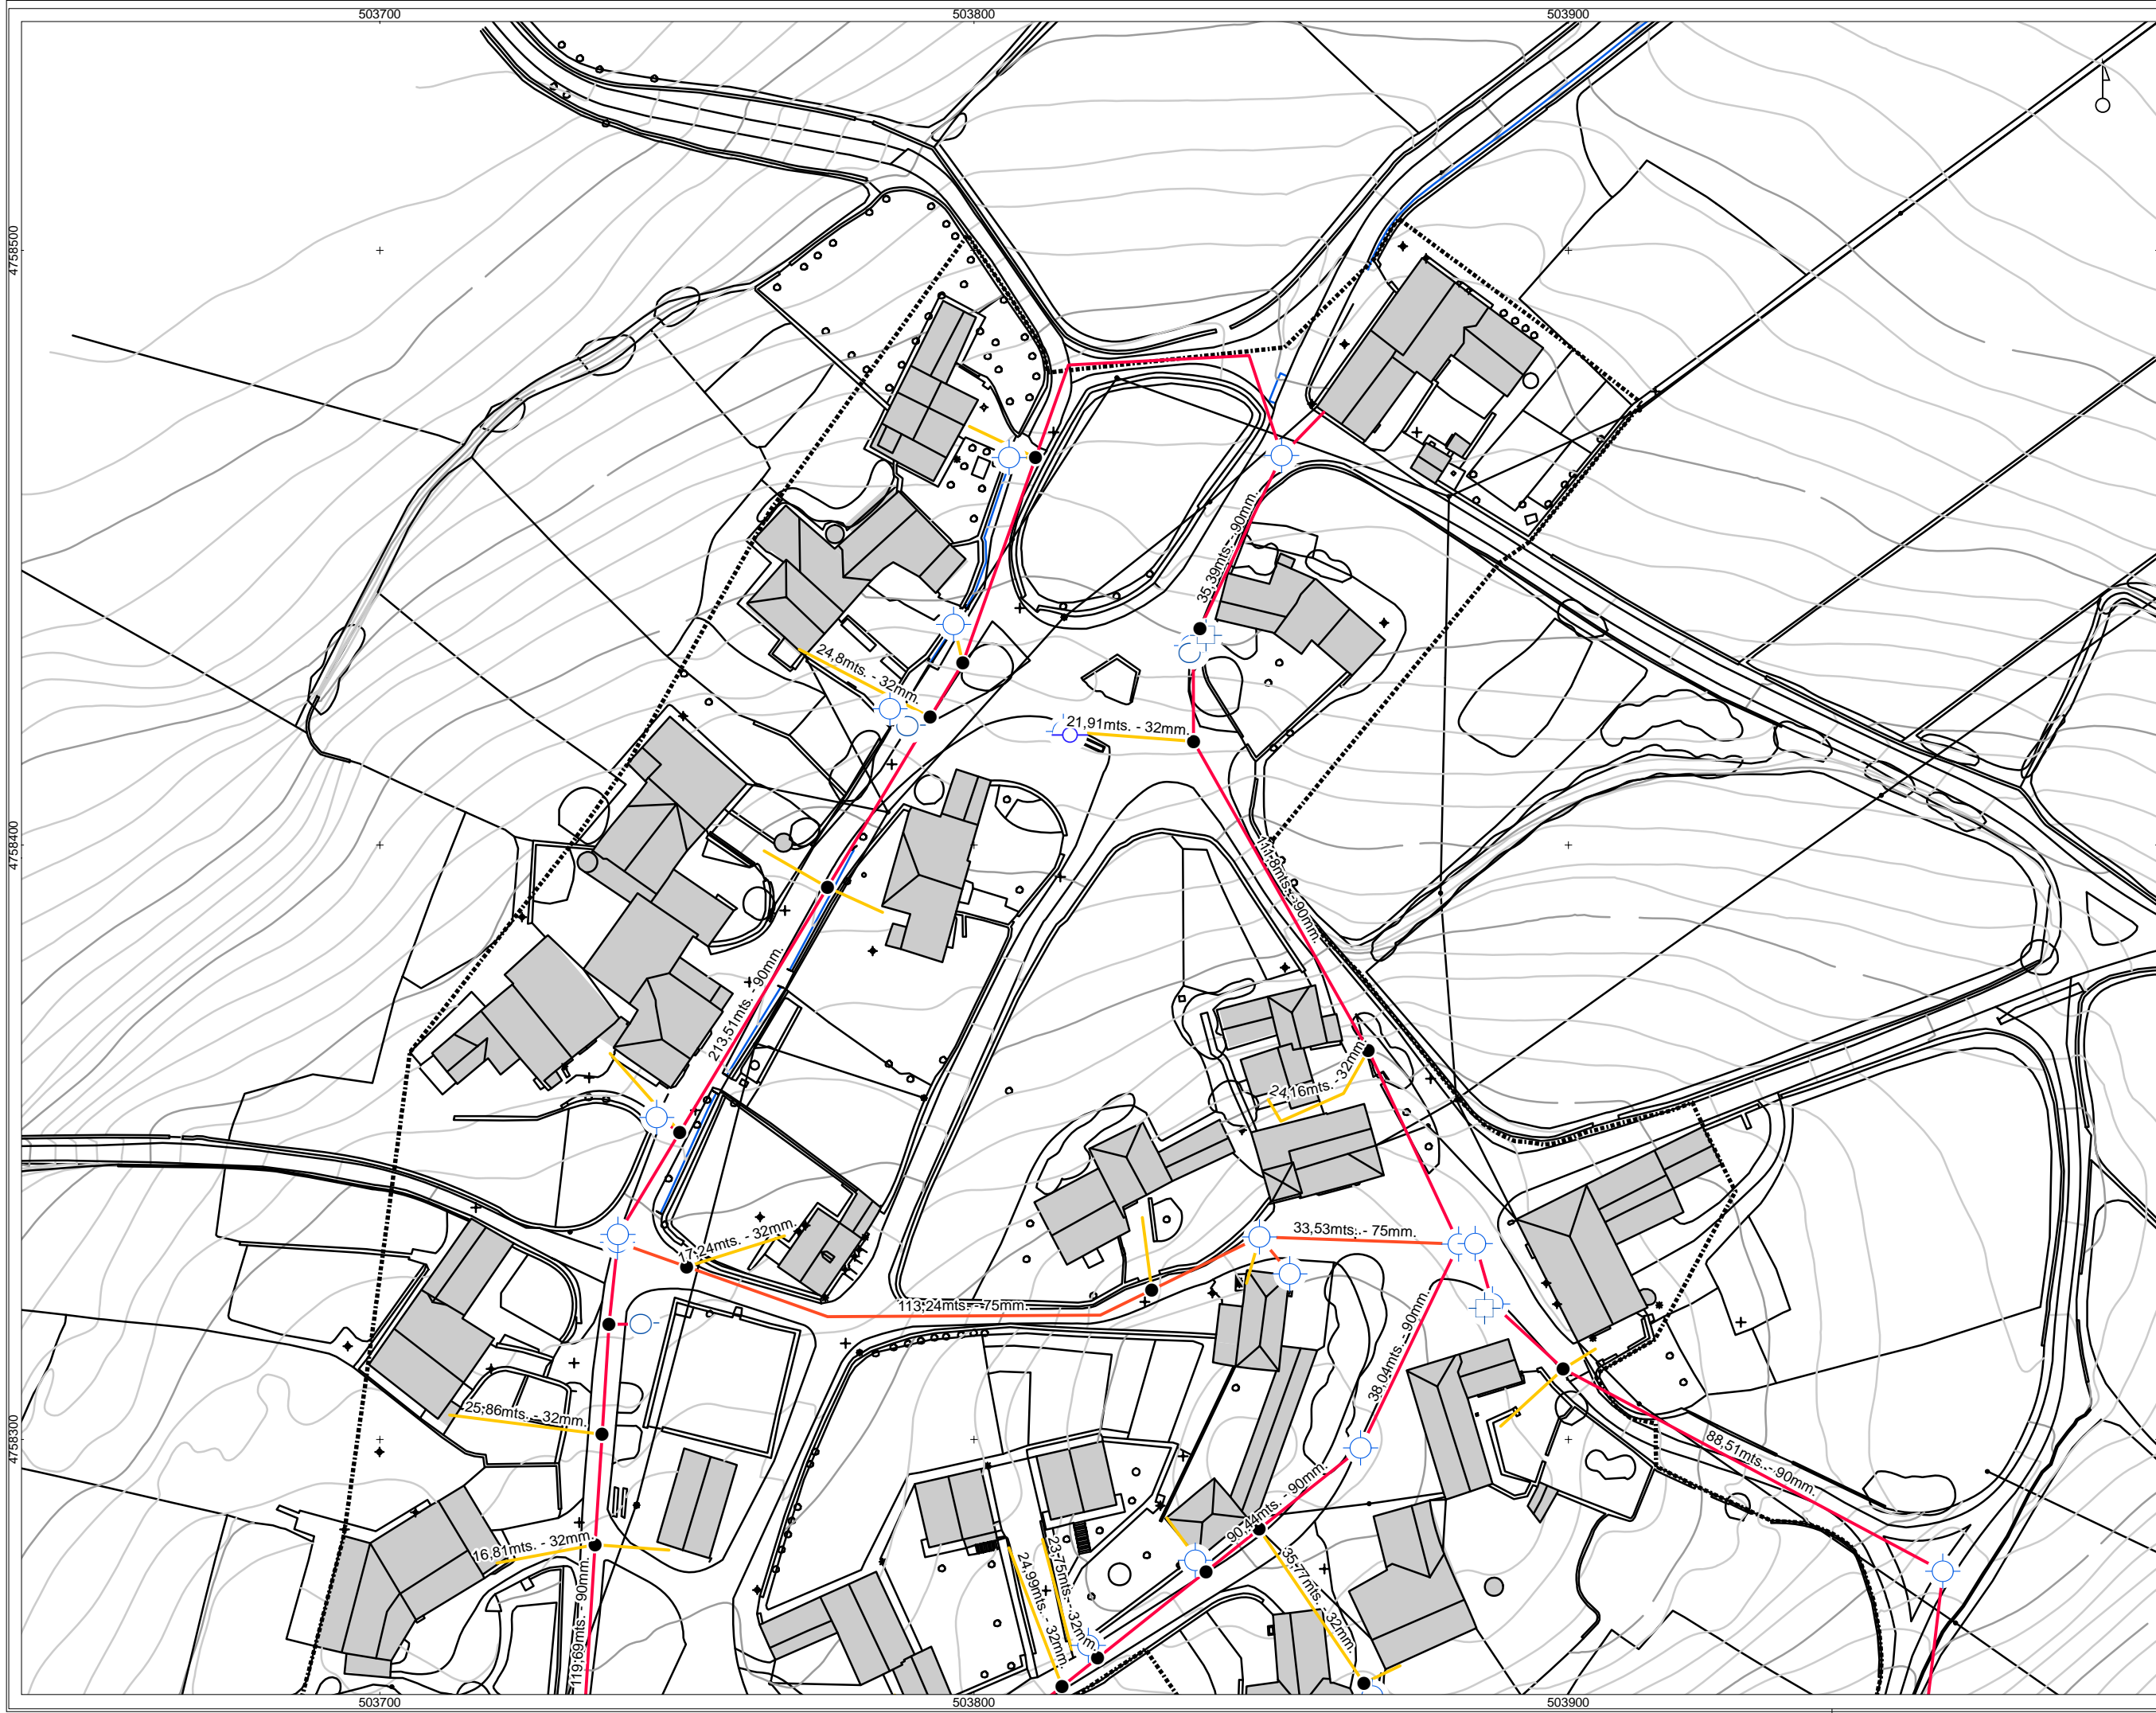 503700 503800 503900
4758500
35,39mts. - 90mm.
24,8mts. - 32mm.
21,91mts. - 32mm.
4758400
111,8mts. - 90mm.
213,51mts. - 90mm.
24,16mts. - 32mm.
17,24mts. - 32mm.
33,53mts. - 75mm.
113,24mts. - 75mm.
38,04mts. - 90mm.
25,86mts. - 32mm.
4758300
88,51mts. - 90mm.
90,44mts. - 90mm.
16,81mts. - 32mm.
23,75mts. - 32mm.
24,99mts. - 32mm.
35,77mts. - 32mm.
119,69mts. - 90mm.
503700 503800 503900